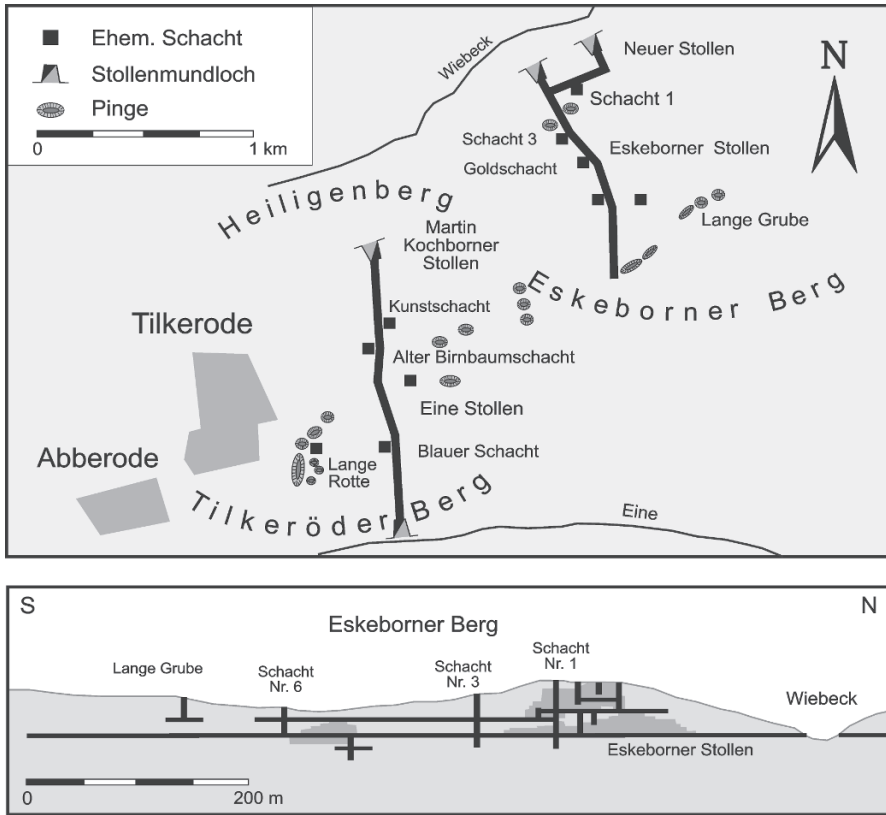 Ehem. Schacht
Stollenmundloch
Pinge
0 1 km
Wiebeck
Neuer Stollen
N
Schacht 1
Schacht 3
Eskeborner Stollen
Goldschacht
Heiligenberg
Lange Grube
Martin
Kochborner
Stollen
Eskeborner Berg
Kunstschacht
Tilkerode
Alter Birnbaumschacht
Eine Stollen
Abberode
Blauer Schacht
Lange
Rotte
Tilkeröder Berg
Eine
S
N
Eskeborner Berg
Lange Grube
Schacht
Nr. 6
Schacht
Nr. 3
Schacht
Nr. 1
Wiebeck
Eskeborner Stollen
0 200 m